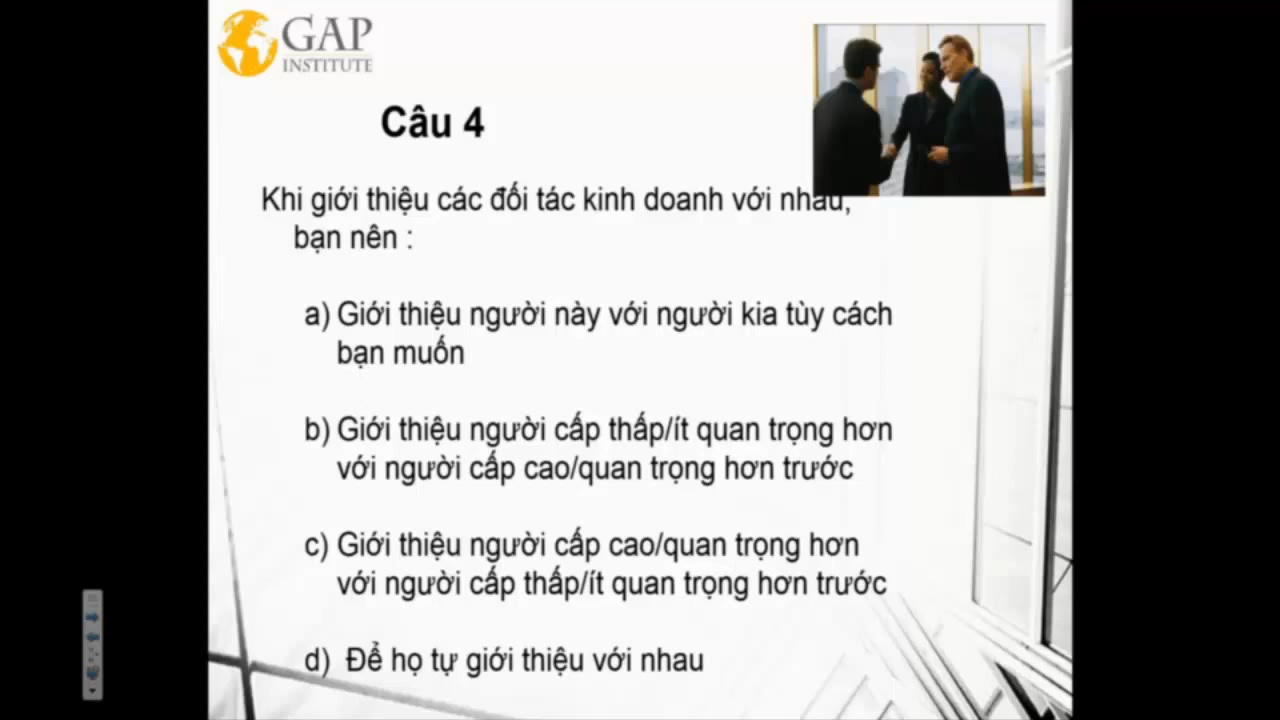 GAP
INSTITUTE
Câu 4
Khi giới thiệu các đối tác kinh doanh với nhau,
bạn nên :
a) Giới thiệu người này với người kia tùy cách
bạn muốn
b) Giới thiệu người cấp thấp/ít quan trọng hơn
với người cấp cao/quan trọng hơn trước
c) Giới thiệu người cấp cao/quan trọng hơn
với người cấp thấp/ít quan trọng hơn trước
d) Để họ tự giới thiệu với nhau